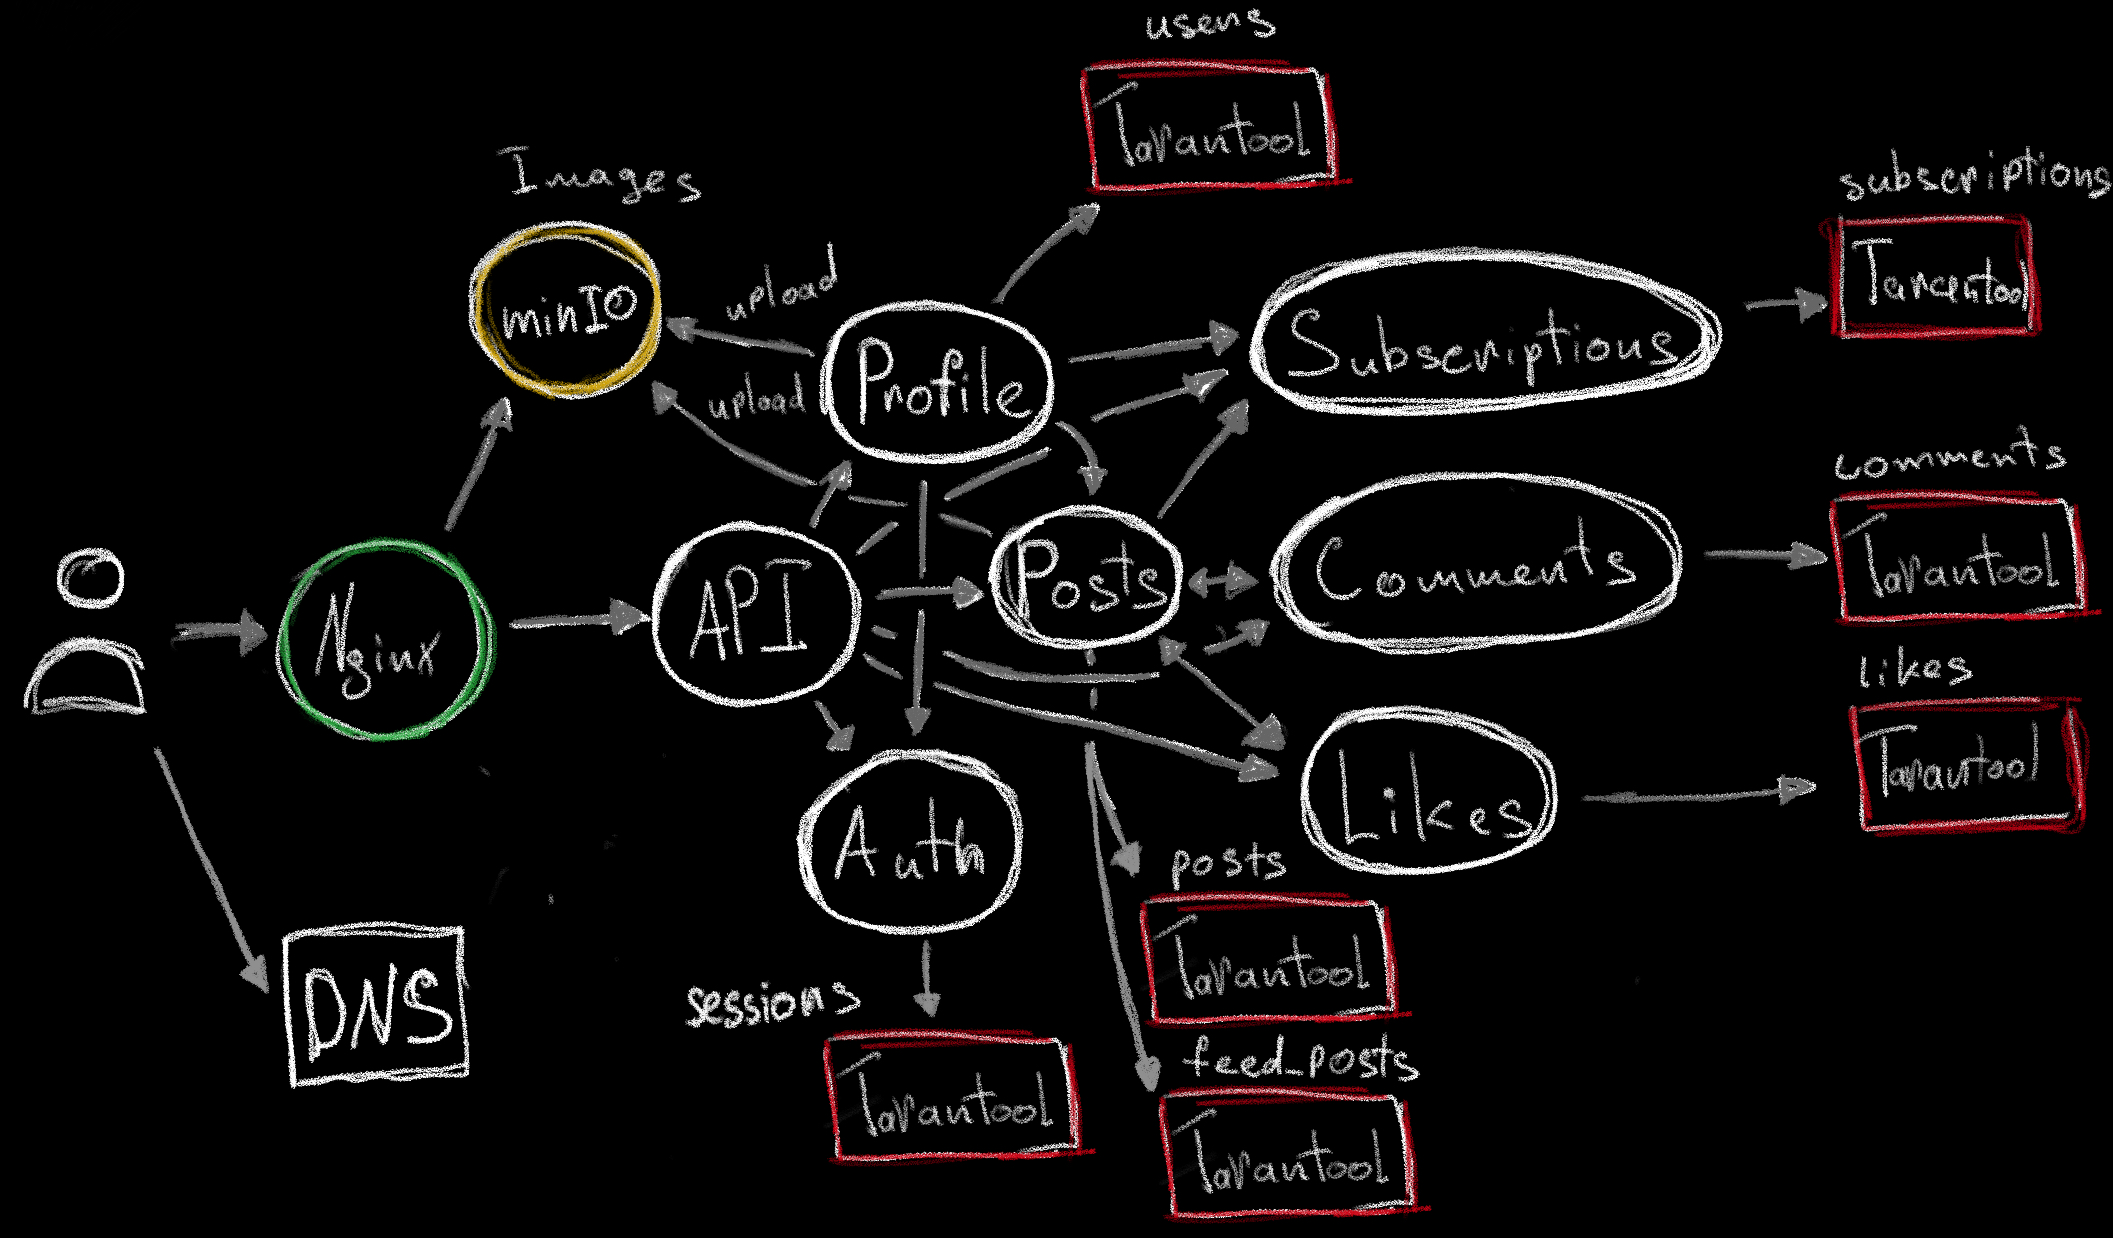 users
Tarantool
Images
minIO
upload
upload
Profile
Subscriptions
subscriptions
Tarantool
Nginx
API
Posts
Comments
comments
Tarantool
Likes
likes
Tarantool
Auth
sessions
Tarantool
posts
Tarantool
feed_posts
Tarantool
DNS